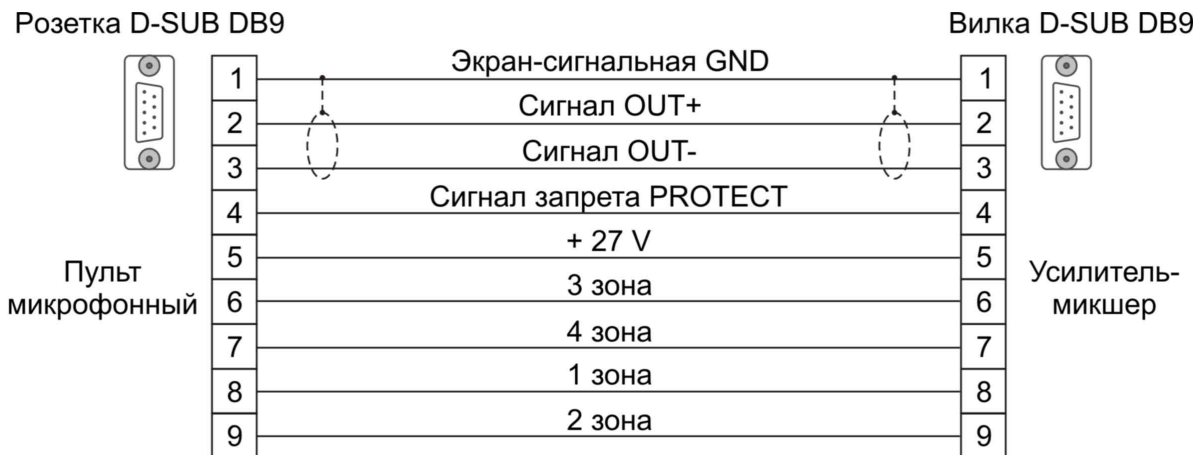 Розетка D-SUB DB9
Вилка D-SUB DB9
1 Экран-сигнальная GND 1
2 Сигнал OUT+ 2
3 Сигнал OUT- 3
4 Сигнал запрета PROTECT 4
5 + 27 V 5
6 3 зона 6
7 4 зона 7
8 1 зона 8
9 2 зона 9
Пульт
микрофонный
Усилитель-
микшер